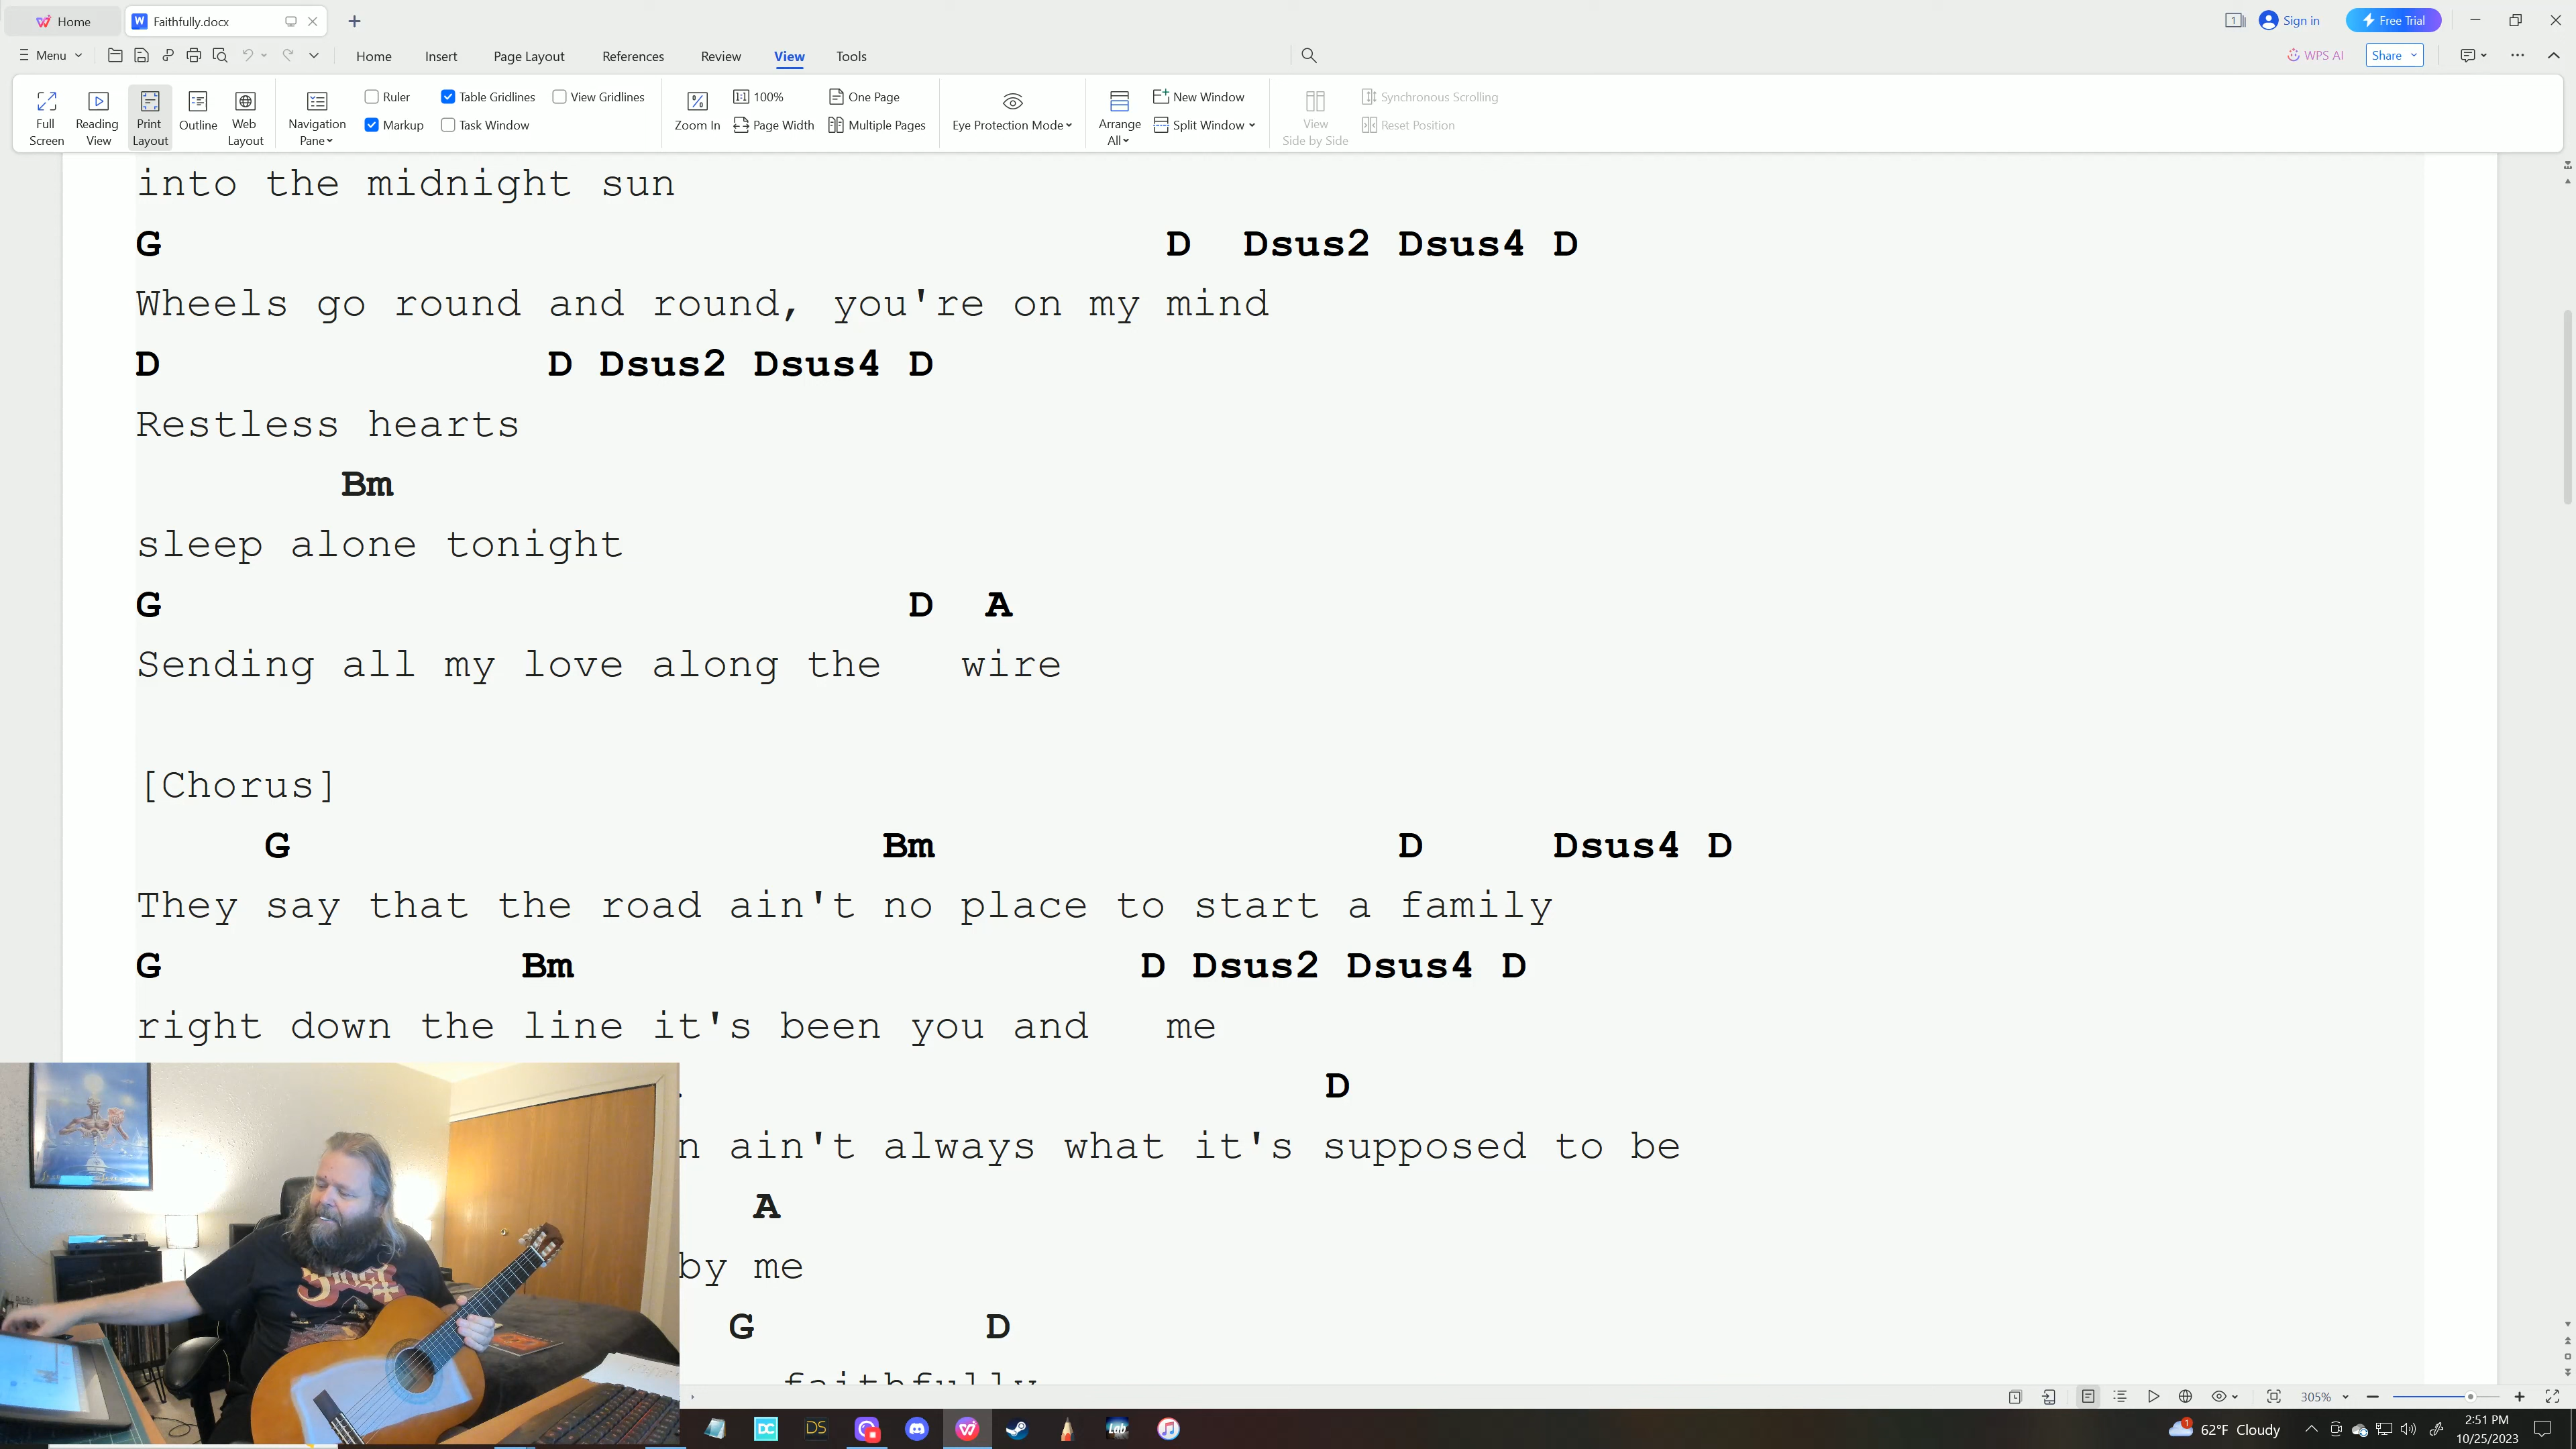 Home Faithfully.docx 1 Sign in Free Trial
Menu Home Insert Page Layout References Review View Tools WPS AI Share
Full Screen Reading View Print Layout Outline Web Layout Navigation Pane Ruler Table Gridlines View Gridlines Zoom In 100% One Page Eye Protection Mode Arrange All New Window View Side by Side Synchronous Scrolling
Markup Task Window Page Width Multiple Pages Split Window Reset Position
into the midnight sun
G D Dsus2 Dsus4 D
Wheels go round and round, you're on my mind
D D Dsus2 Dsus4 D
Restless hearts
Bm
sleep alone tonight
G D A
Sending all my love along the wire
[Chorus]
G Bm D Dsus4 D
They say that the road ain't no place to start a family
G Bm D Dsus2 Dsus4 D
right down the line it's been you and me
D
n ain't always what it's supposed to be
A
by me
G D
faithfully
305%
DC DS Lab 1 62°F Cloudy 2:51 PM
10/25/2023